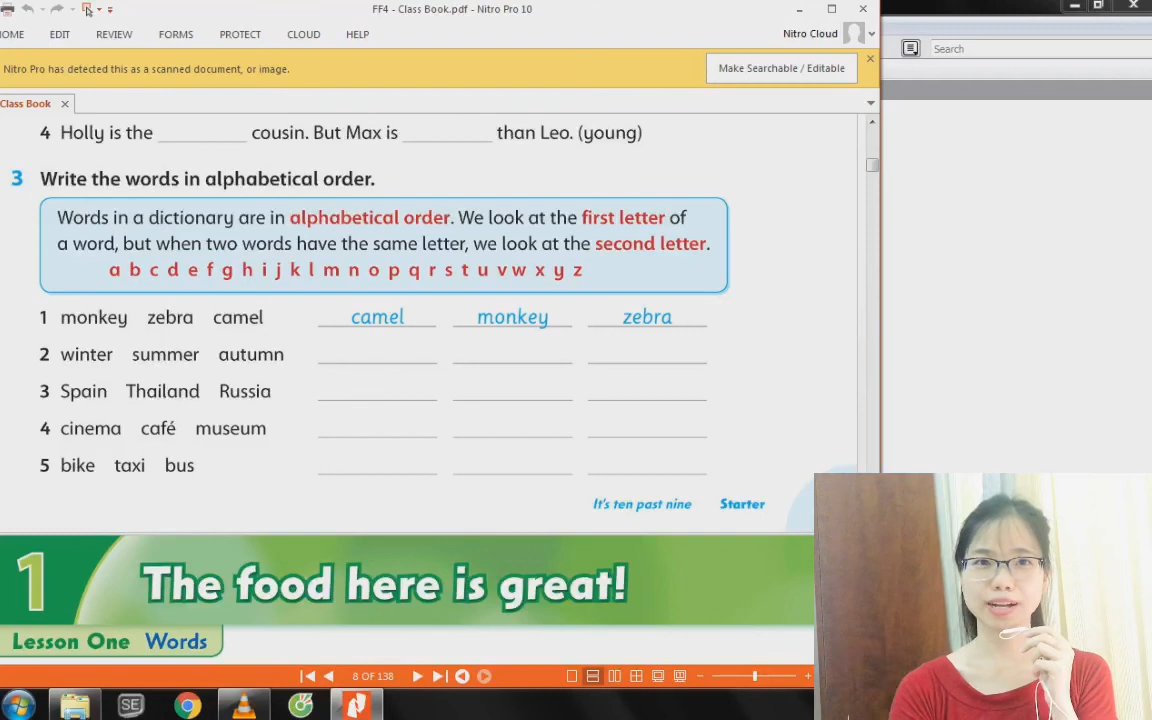 FF4 - Class Book.pdf - Nitro Pro 10
OME EDIT REVIEW FORMS PROTECT CLOUD HELP
Nitro Cloud
Search
Nitro Pro has detected this as a scanned document, or image.
Make Searchable / Editable
Class Book
4 Holly is the ________ cousin. But Max is ________ than Leo. (young)
3 Write the words in alphabetical order.
Words in a dictionary are in alphabetical order. We look at the first letter of
a word, but when two words have the same letter, we look at the second letter.
a b c d e f g h i j k l m n o p q r s t u v w x y z
1 monkey zebra camel camel monkey zebra
2 winter summer autumn
3 Spain Thailand Russia
4 cinema café museum
5 bike taxi bus
It's ten past nine Starter
1 The food here is great!
Lesson One Words
8 OF 138
SE